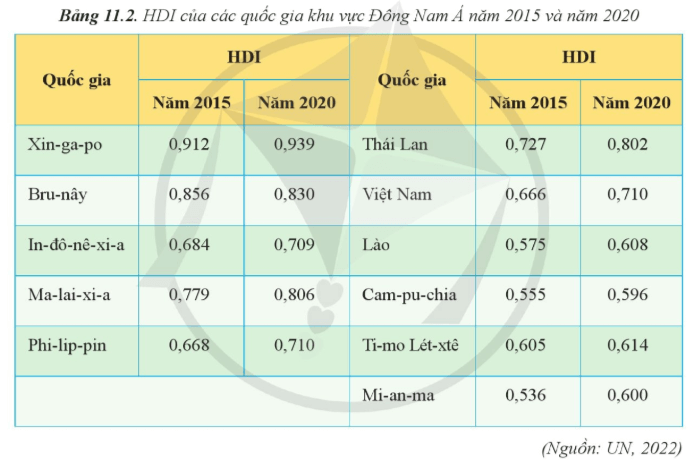 Bảng 11.2. HDI của các quốc gia khu vực Đông Nam Á năm 2015 và năm 2020
Quốc gia HDI Quốc gia HDI
Năm 2015 Năm 2020 Năm 2015 Năm 2020
Xin-ga-po 0,912 0,939 Thái Lan 0,727 0,802
Bru-nây 0,856 0,830 Việt Nam 0,666 0,710
In-đô-nê-xi-a 0,684 0,709 Lào 0,575 0,608
Ma-lai-xi-a 0,779 0,806 Cam-pu-chia 0,555 0,596
Phi-lip-pin 0,668 0,710 Ti-mo Lét-xtê 0,605 0,614
Mi-an-ma 0,536 0,600
(Nguồn: UN, 2022)